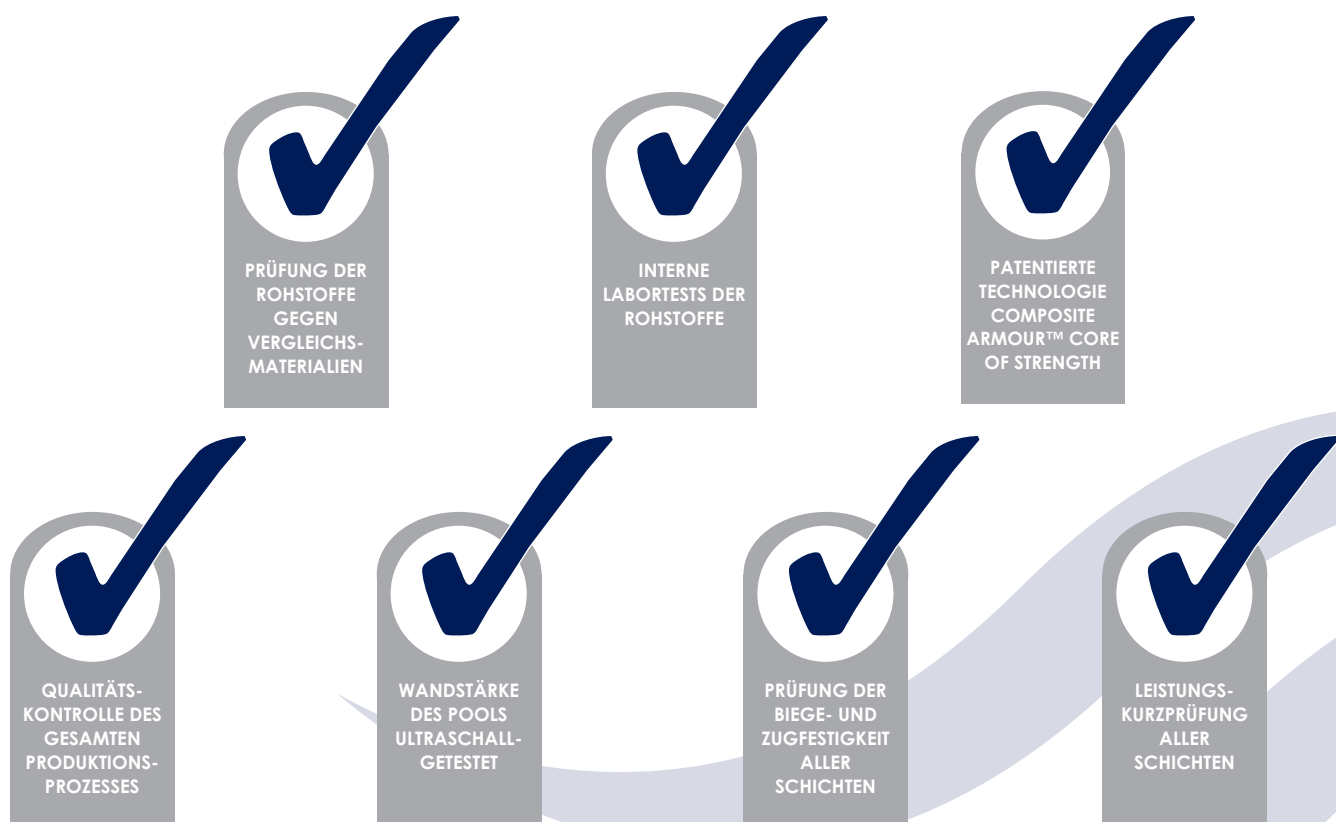 PRÜFUNG DER
ROHSTOFFE
GEGEN
VERGLEICHS-
MATERIALIEN
INTERNE
LABORTESTS DER
ROHSTOFFE
PATENTIERTE
TECHNOLOGIE
COMPOSITE
ARMOUR™ CORE
OF STRENGTH
QUALITÄTS-
KONTROLLE DES
GESAMTEN
PRODUKTIONS-
PROZESSES
WANDSTÄRKE
DES POOLS
ULTRASCHALL-
GETESTET
PRÜFUNG DER
BIEGE- UND
ZUGFESTIGKEIT
ALLER
SCHICHTEN
LEISTUNGS-
KURZPRÜFUNG
ALLER
SCHICHTEN